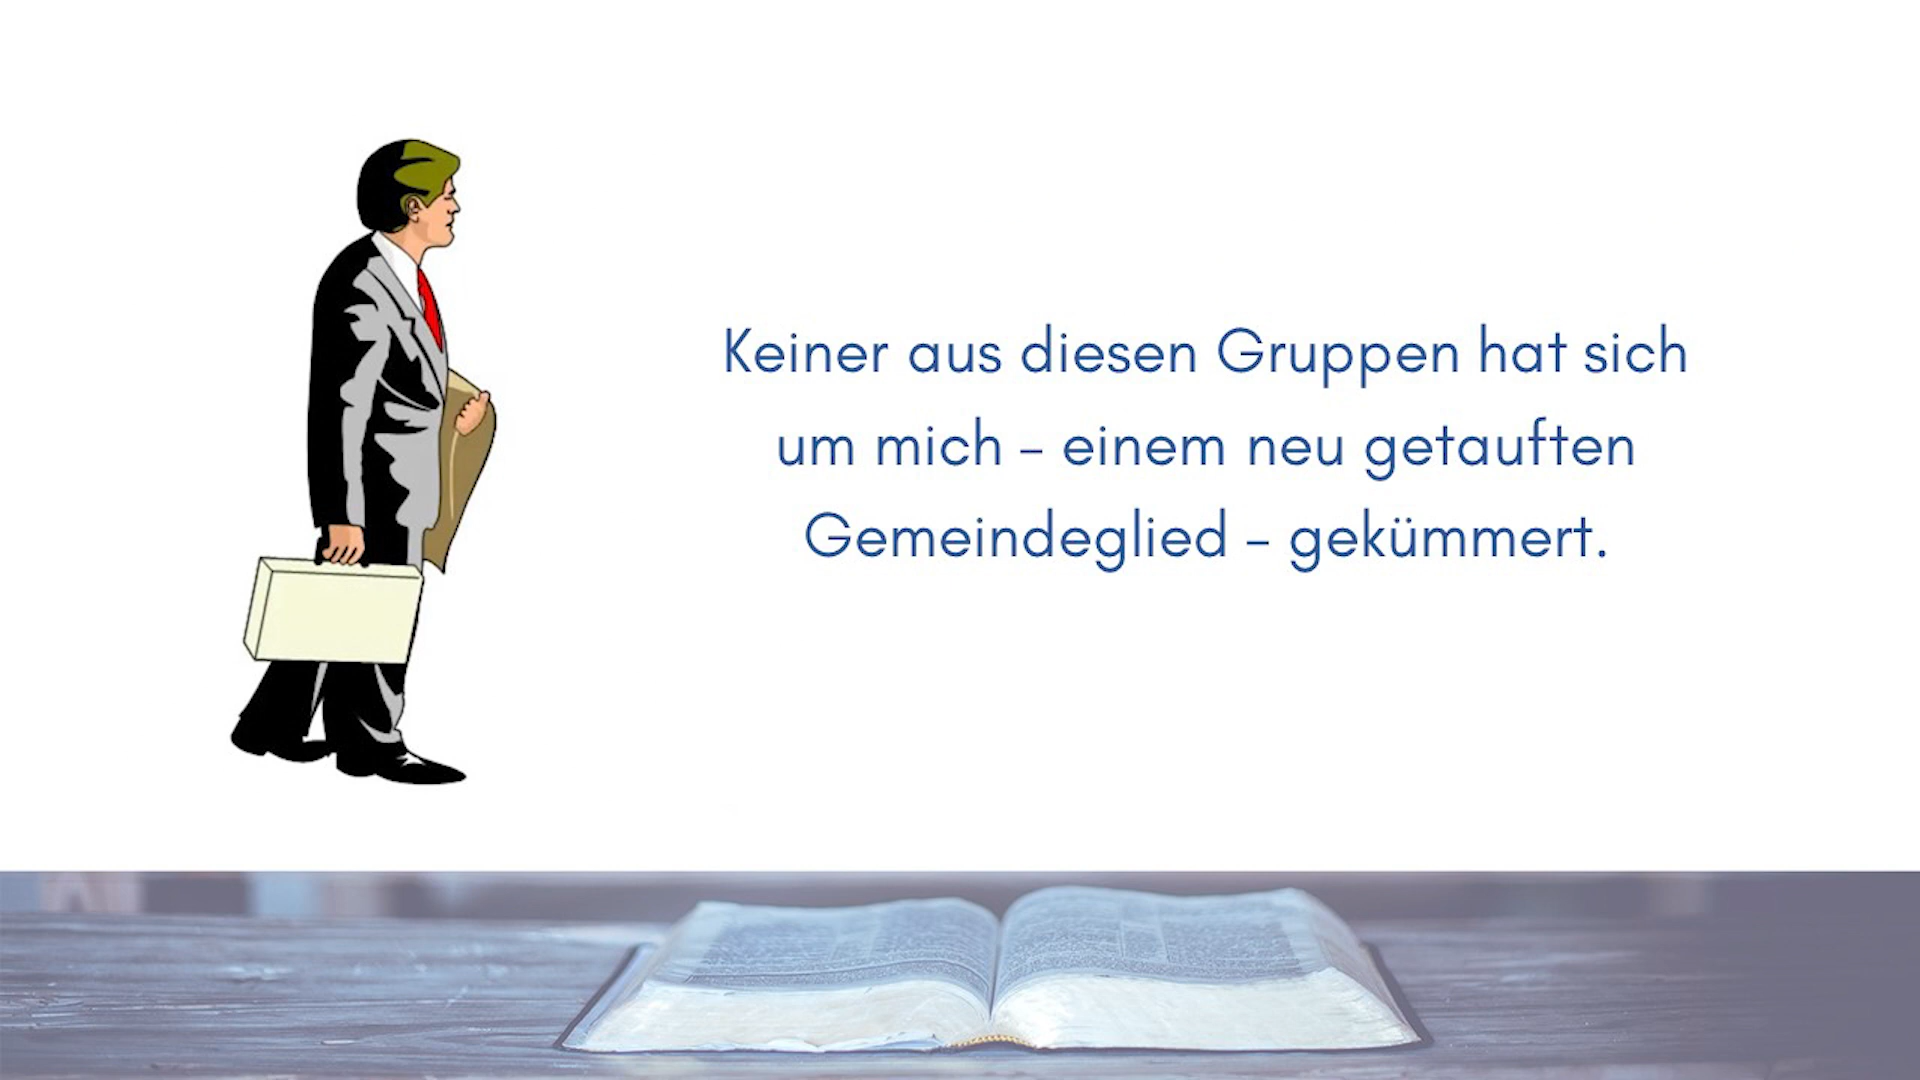 Keiner aus diesen Gruppen hat sich
um mich – einem neu getauften
Gemeindeglied – gekümmert.